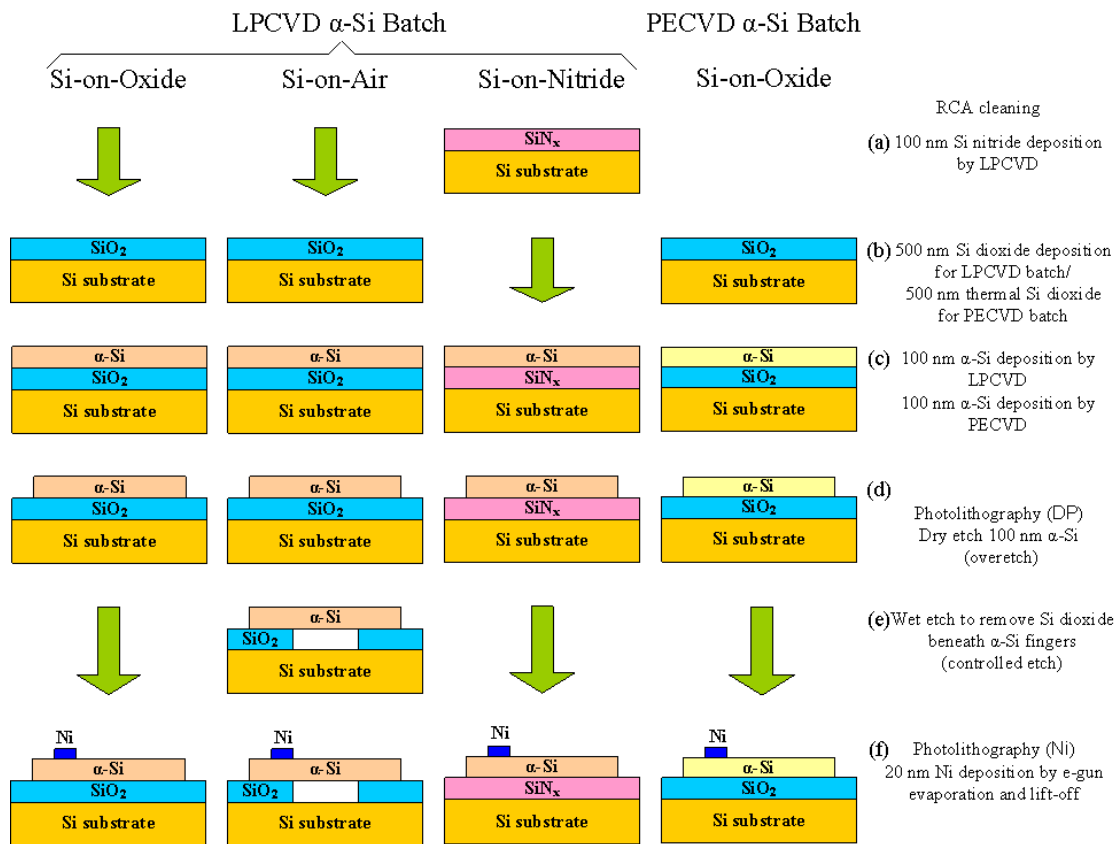 LPCVD α-Si Batch
PECVD α-Si Batch
Si-on-Oxide
Si-on-Air
Si-on-Nitride
Si-on-Oxide
RCA cleaning
SiNₓ
Si substrate
(a) 100 nm Si nitride deposition
by LPCVD
SiO₂
Si substrate
SiO₂
Si substrate
SiO₂
Si substrate
(b) 500 nm Si dioxide deposition
for LPCVD batch/
500 nm thermal Si dioxide
for PECVD batch
α-Si
SiO₂
Si substrate
α-Si
SiO₂
Si substrate
α-Si
SiNₓ
Si substrate
α-Si
SiO₂
Si substrate
(c) 100 nm α-Si deposition by
LPCVD
100 nm α-Si deposition by
PECVD
α-Si
SiO₂
Si substrate
α-Si
SiO₂
Si substrate
α-Si
SiNₓ
Si substrate
α-Si
SiO₂
Si substrate
(d)
Photolithography (DP)
Dry etch 100 nm α-Si
(overetch)
α-Si
SiO₂
Si substrate
(e) Wet etch to remove Si dioxide
beneath α-Si fingers
(controlled etch)
Ni
α-Si
SiO₂
Si substrate
Ni
α-Si
SiO₂
Si substrate
Ni
α-Si
SiNₓ
Si substrate
Ni
α-Si
SiO₂
Si substrate
(f) Photolithography (Ni)
20 nm Ni deposition by e-gun
evaporation and lift-off